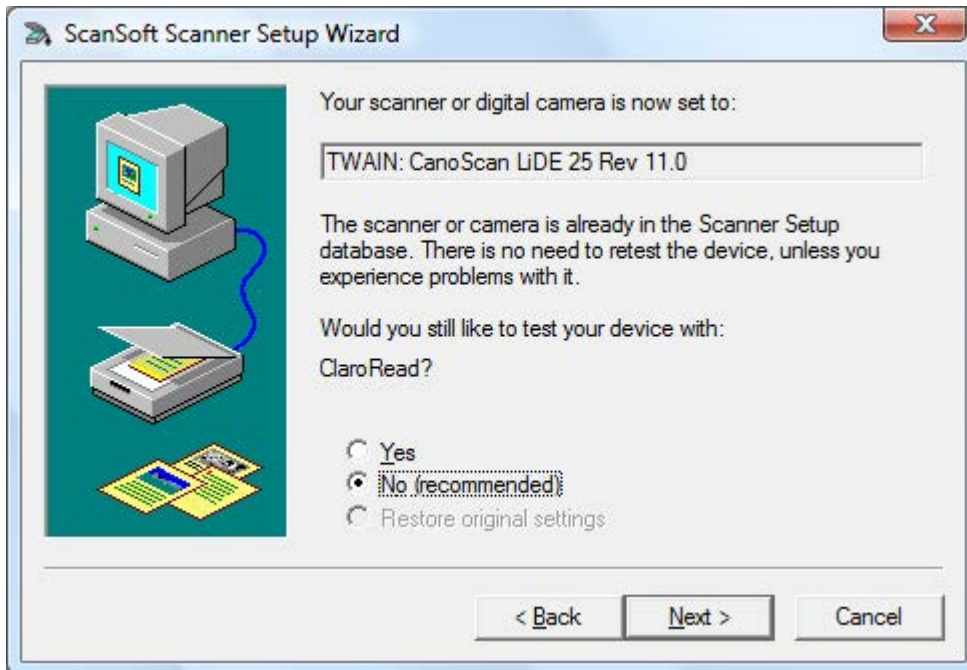 ScanSoft Scanner Setup Wizard
Your scanner or digital camera is now set to:
TWAIN: CanoScan LiDE 25 Rev 11.0
The scanner or camera is already in the Scanner Setup
database. There is no need to retest the device, unless you
experience problems with it.
Would you still like to test your device with:
ClaroRead?
Yes
No (recommended)
Restore original settings
< Back
Next >
Cancel